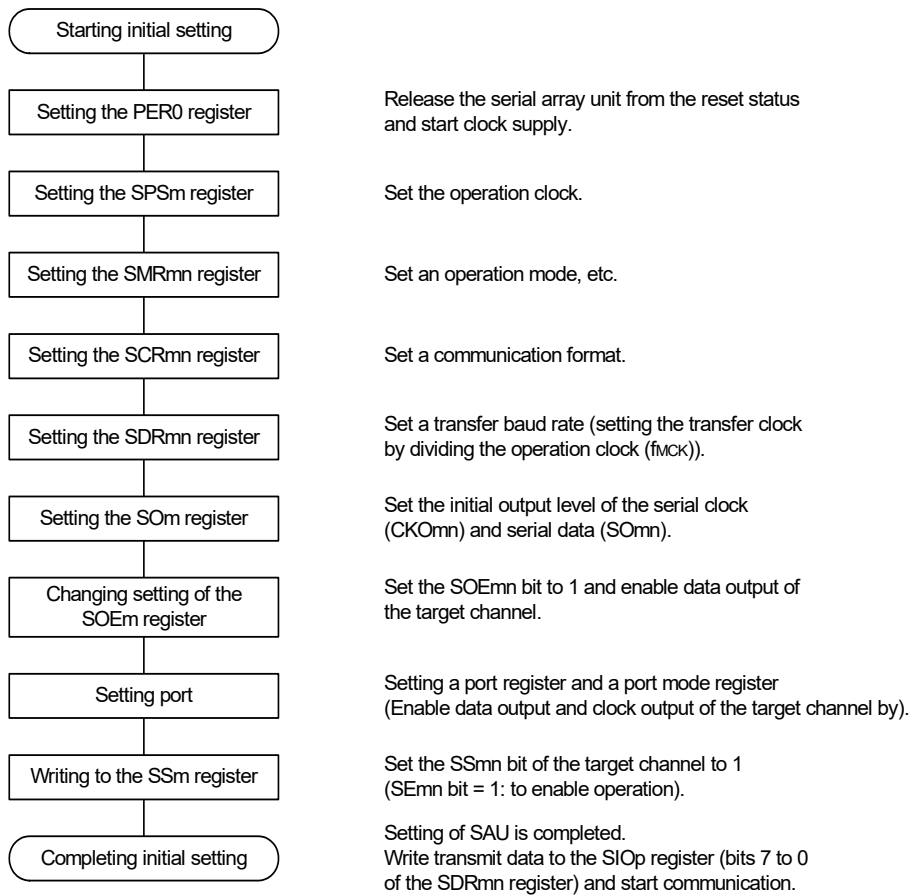 Starting initial setting
Setting the PER0 register
Release the serial array unit from the reset status
and start clock supply.
Setting the SPSm register
Set the operation clock.
Setting the SMRmn register
Set an operation mode, etc.
Setting the SCRmn register
Set a communication format.
Setting the SDRmn register
Set a transfer baud rate (setting the transfer clock
by dividing the operation clock (fMCK)).
Setting the SOm register
Set the initial output level of the serial clock
(CKOmn) and serial data (SOmn).
Changing setting of the
SOEm register
Set the SOEmn bit to 1 and enable data output of
the target channel.
Setting port
Setting a port register and a port mode register
(Enable data output and clock output of the target channel by).
Writing to the SSm register
Set the SSmn bit of the target channel to 1
(SEmn bit = 1: to enable operation).
Completing initial setting
Setting of SAU is completed.
Write transmit data to the SIOp register (bits 7 to 0
of the SDRmn register) and start communication.